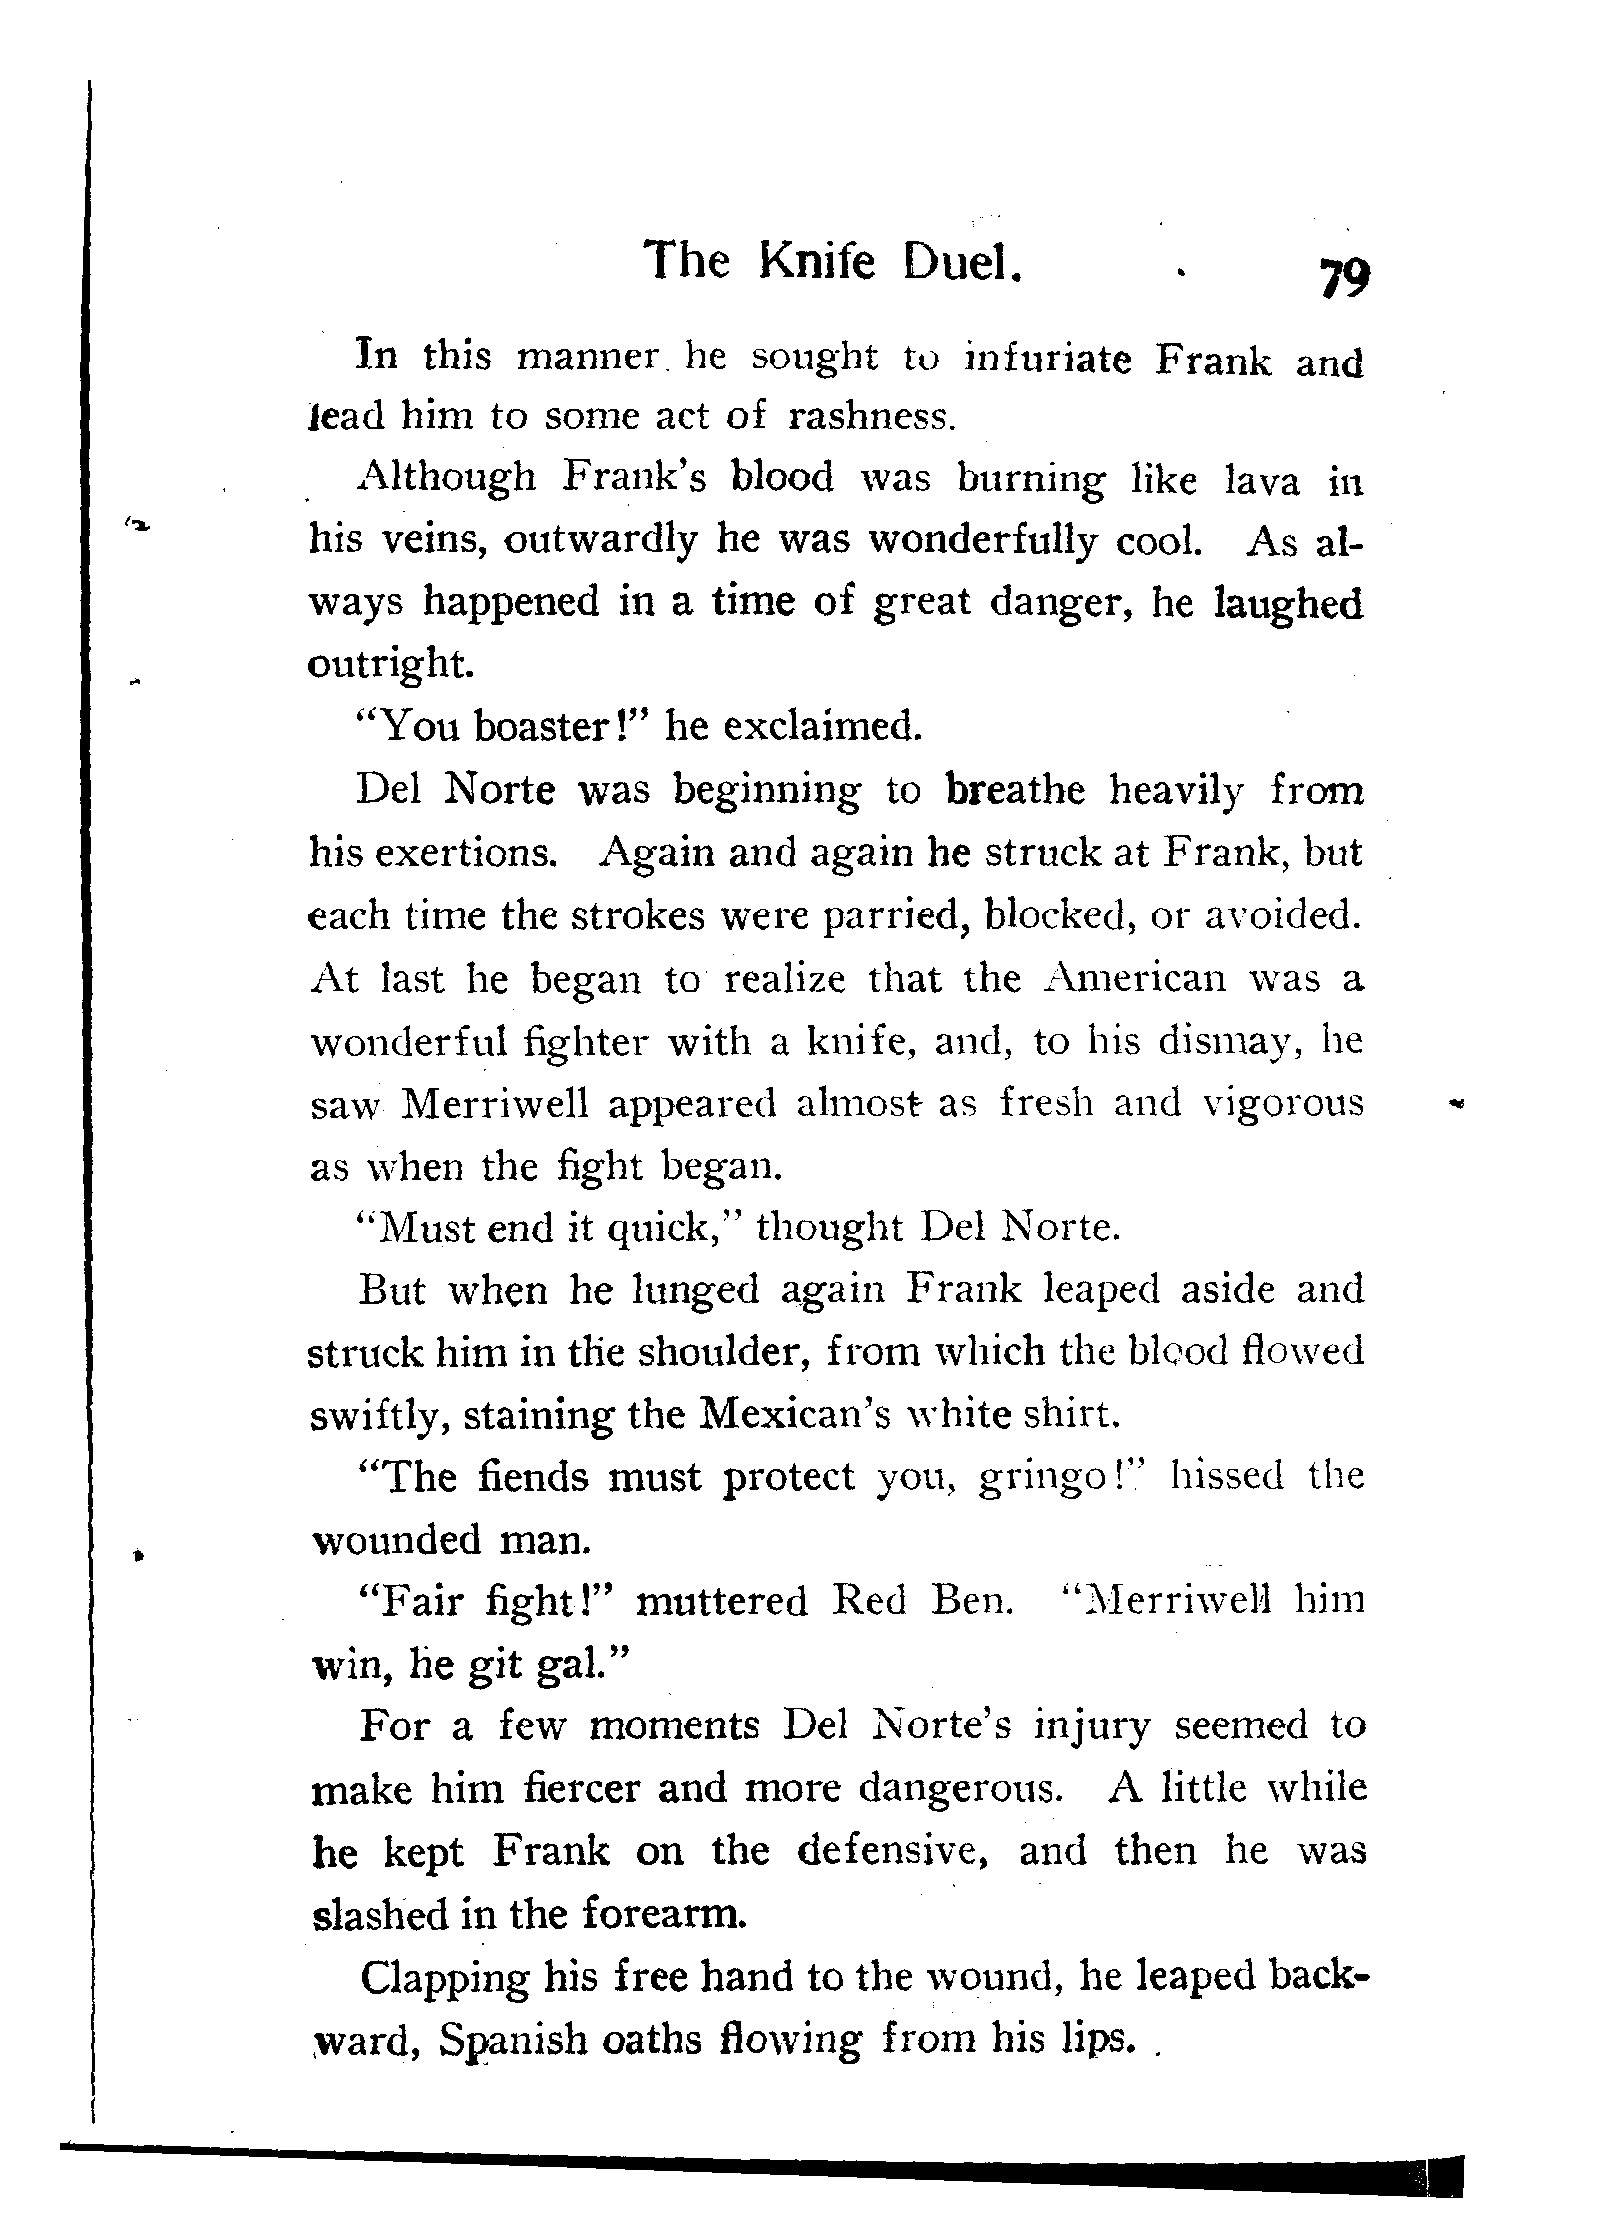 The Knife Duel. 79
In this manner he sought to infuriate Frank and
lead him to some act of rashness.
Although Frank's blood was burning like lava in
his veins, outwardly he was wonderfully cool. As al-
ways happened in a time of great danger, he laughed
outright.
"You boaster!" he exclaimed.
Del Norte was beginning to breathe heavily from
his exertions. Again and again he struck at Frank, but
each time the strokes were parried, blocked, or avoided.
At last he began to realize that the American was a
wonderful fighter with a knife, and, to his dismay, he
saw Merriwell appeared almost as fresh and vigorous
as when the fight began.
"Must end it quick," thought Del Norte.
But when he lunged again Frank leaped aside and
struck him in the shoulder, from which the blood flowed
swiftly, staining the Mexican's white shirt.
"The fiends must protect you, gringo!" hissed the
wounded man.
"Fair fight!" muttered Red Ben. "Merriwell him
win, he git gal."
For a few moments Del Norte's injury seemed to
make him fiercer and more dangerous. A little while
he kept Frank on the defensive, and then he was
slashed in the forearm.
Clapping his free hand to the wound, he leaped back-
ward, Spanish oaths flowing from his lips.